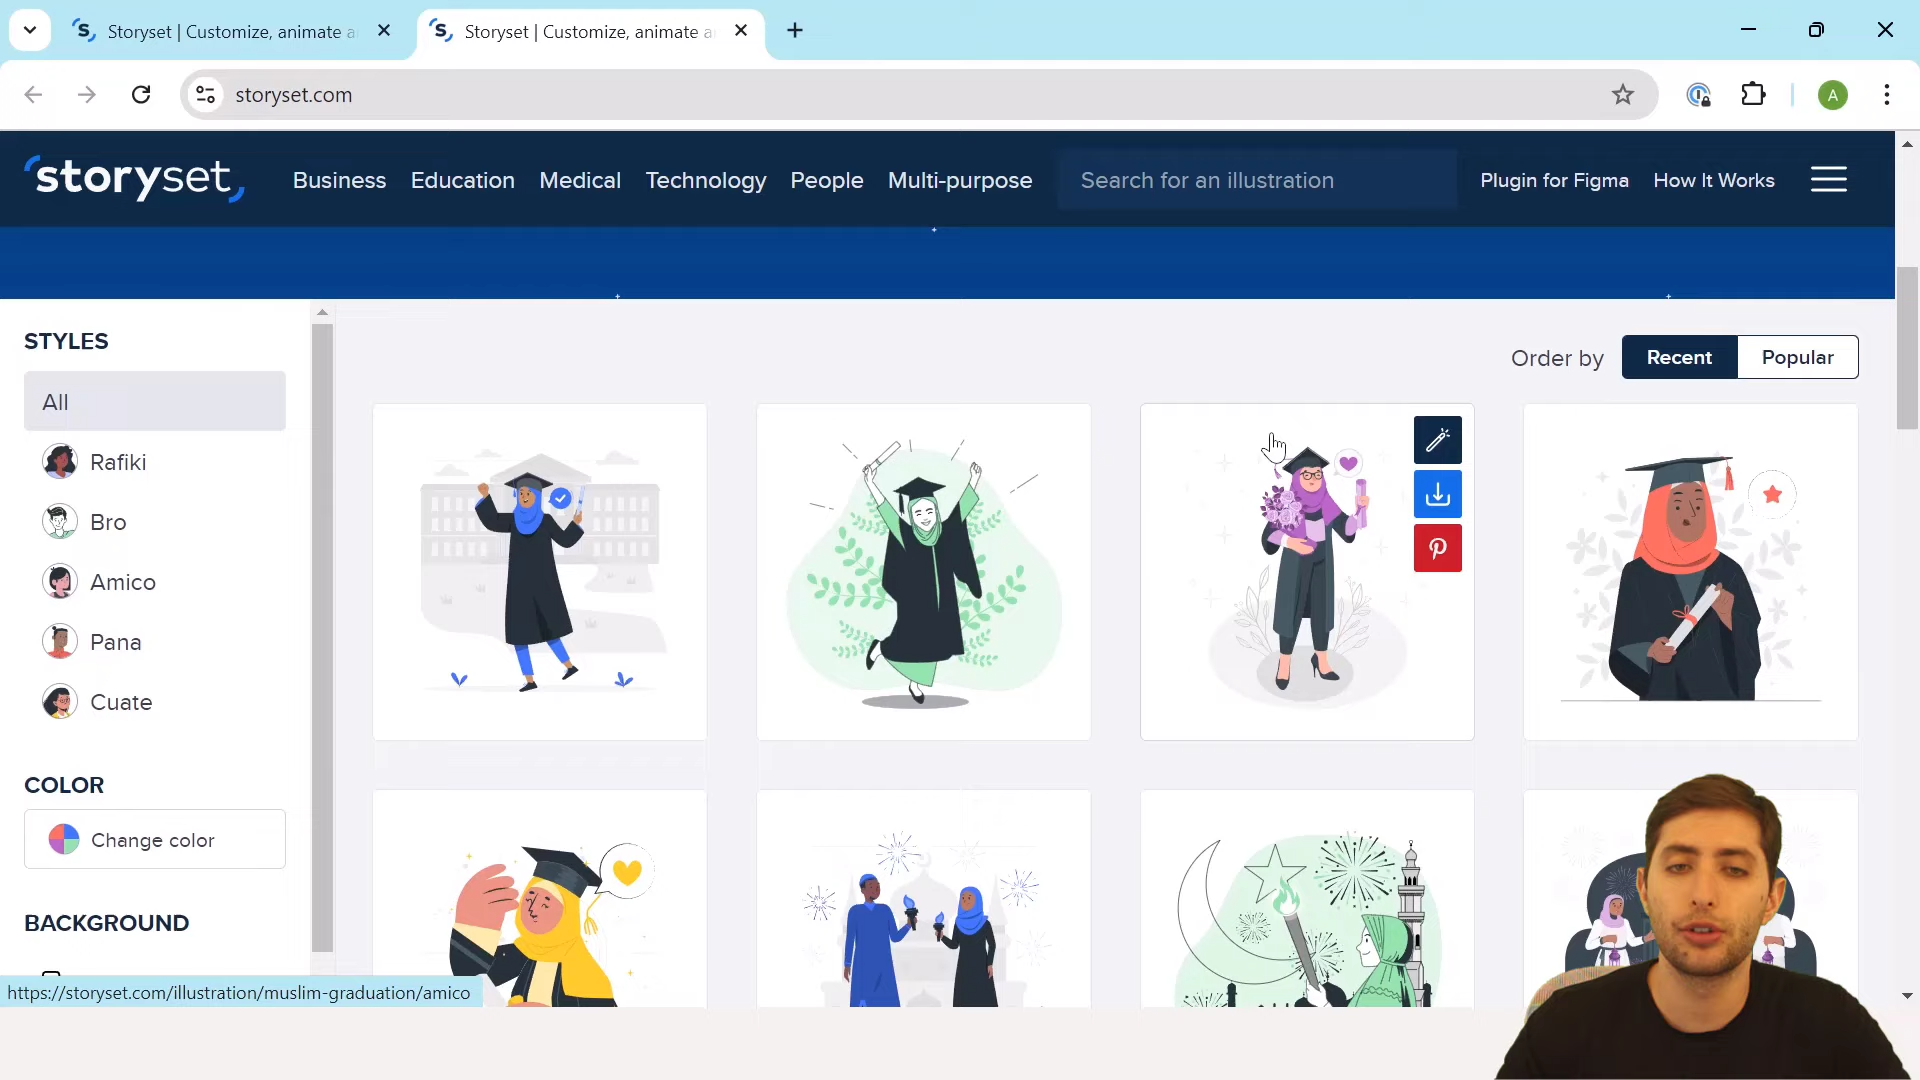 Storyset | Customize, animate a
Storyset | Customize, animate a
storyset.com
A
storyset
Business
Education
Medical
Technology
People
Multi-purpose
Search for an illustration
Plugin for Figma
How It Works
STYLES
All
Rafiki
Bro
Amico
Pana
Cuate
COLOR
Change color
BACKGROUND
Order by
Recent
Popular
https://storyset.com/illustration/muslim-graduation/amico